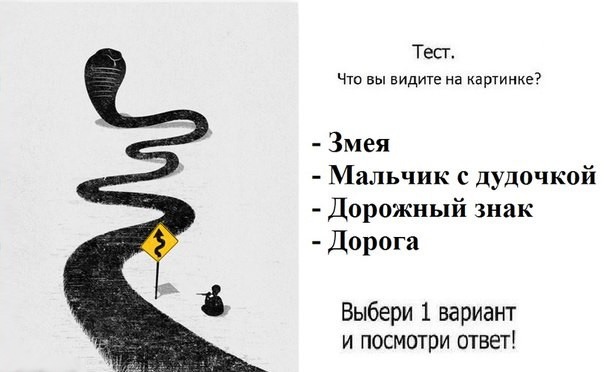 Тест.
Что вы видите на картинке?
- Змея
- Мальчик с дудочкой
- Дорожный знак
- Дорога
Выбери 1 вариант
и посмотри ответ!